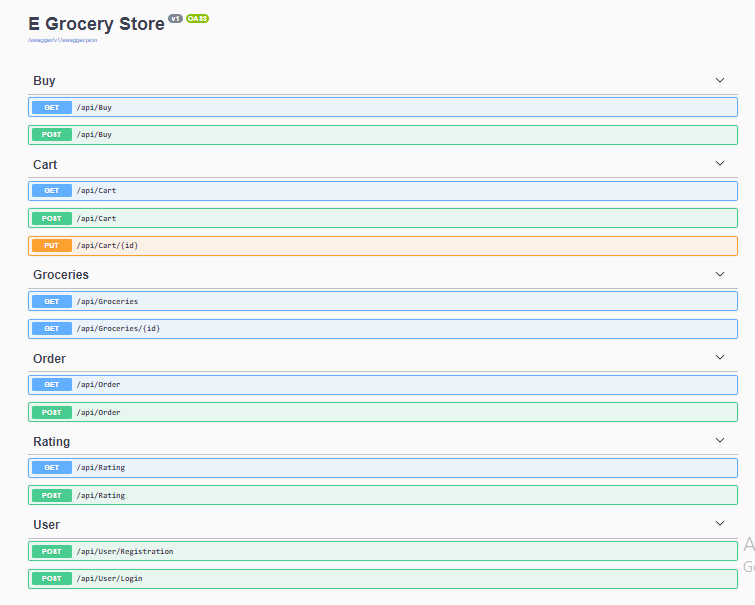 E Grocery Store v1 OAS3
/swagger/v1/swagger.json
Buy
GET /api/Buy
POST /api/Buy
Cart
GET /api/Cart
POST /api/Cart
PUT /api/Cart/{id}
Groceries
GET /api/Groceries
GET /api/Groceries/{id}
Order
GET /api/Order
POST /api/Order
Rating
GET /api/Rating
POST /api/Rating
User
POST /api/User/Registration
POST /api/User/Login